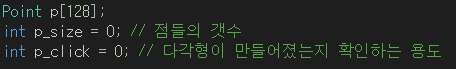 Point p[128];
int p_size = 0; // 점들의 갯수
int p_click = 0; // 다각형이 만들어졌는지 확인하는 용도